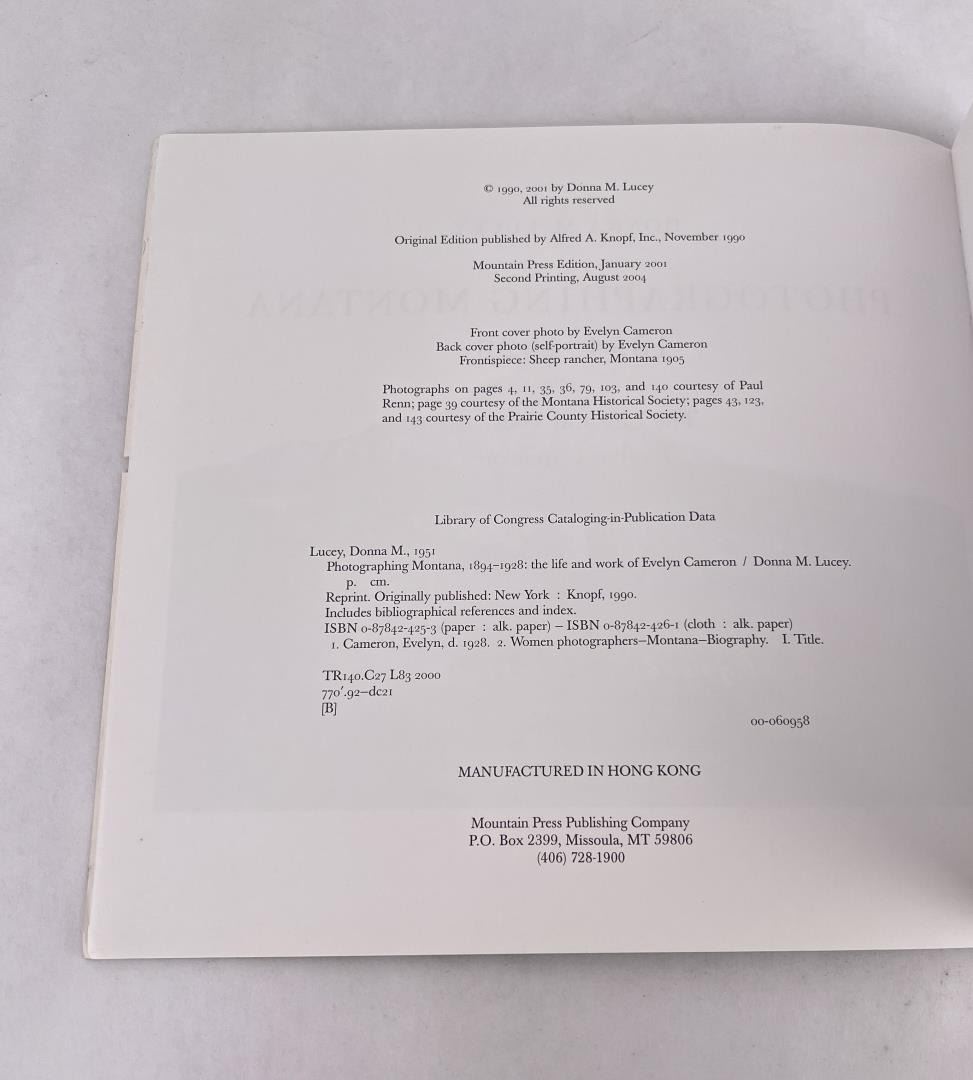 © 1990, 2001 by Donna M. Lucey
All rights reserved
Original Edition published by Alfred A. Knopf, Inc., November 1990
Mountain Press Edition, January 2001
Second Printing, August 2004
Front cover photo by Evelyn Cameron
Back cover photo (self-portrait) by Evelyn Cameron
Frontispiece: Sheep rancher, Montana 1905
Photographs on pages 4, 11, 35, 36, 79, 103, and 140 courtesy of Paul
Renn; page 39 courtesy of the Montana Historical Society; pages 43, 123,
and 143 courtesy of the Prairie County Historical Society.
Library of Congress Cataloging-in-Publication Data
Lucey, Donna M., 1951
Photographing Montana, 1894–1928: the life and work of Evelyn Cameron / Donna M. Lucey.
p. cm.
Reprint. Originally published: New York : Knopf, 1990.
Includes bibliographical references and index.
ISBN 0-87842-425-3 (paper : alk. paper) – ISBN 0-87842-426-1 (cloth : alk. paper)
1. Cameron, Evelyn, d. 1928. 2. Women photographers–Montana–Biography. I. Title.
TR140.C27 L83 2000
770'.92–dc21
[B]
00-060958
MANUFACTURED IN HONG KONG
Mountain Press Publishing Company
P.O. Box 2399, Missoula, MT 59806
(406) 728-1900